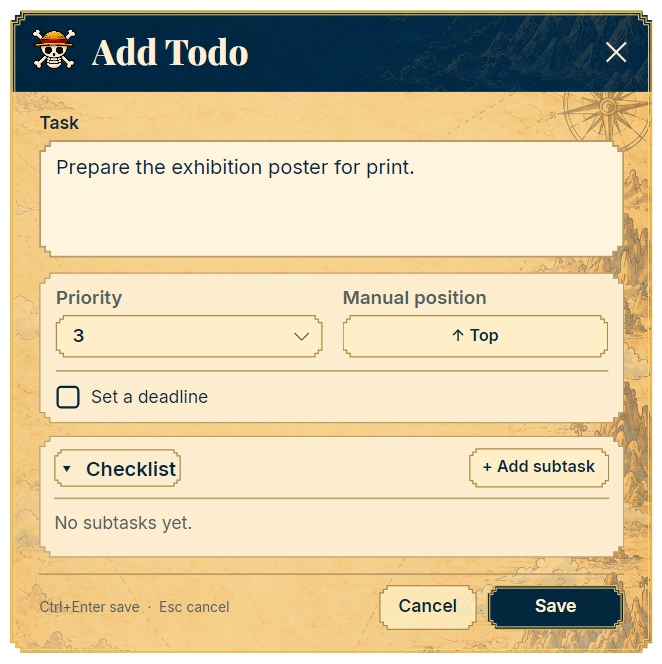 Add Todo
Task
Prepare the exhibition poster for print.
Priority
Manual position
3
↑ Top
Set a deadline
▾ Checklist
+ Add subtask
No subtasks yet.
Ctrl+Enter save · Esc cancel
Cancel
Save